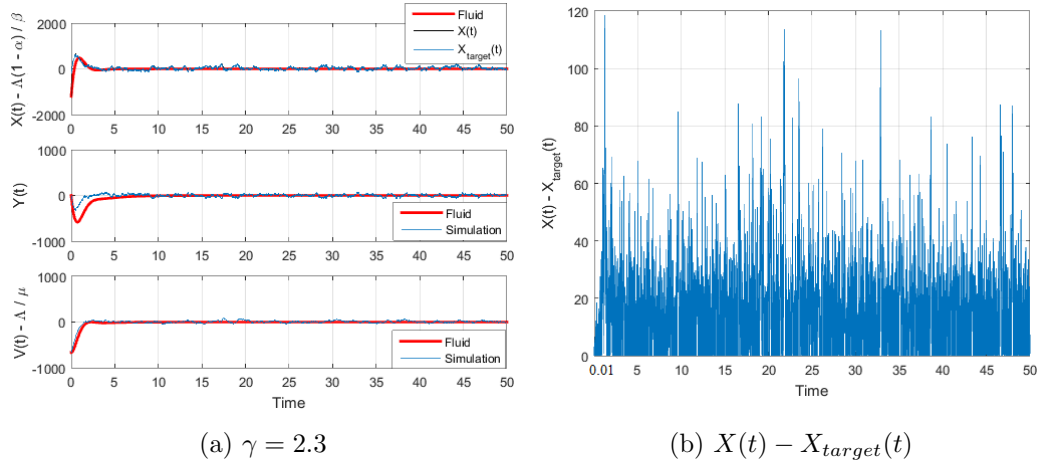 X(t) - Λ(1 - α) / β
2000
0
-2000
Fluid
X(t)
X_target(t)
0 5 10 15 20 25 30 35 40 45 50
Y(t)
1000
0
-1000
Fluid
Simulation
0 5 10 15 20 25 30 35 40 45 50
V(t) - Λ / μ
1000
0
-1000
Fluid
Simulation
0 5 10 15 20 25 30 35 40 45 50
Time
(a) γ = 2.3
X(t) - X_target(t)
120
100
80
60
40
20
0
0.01 5 10 15 20 25 30 35 40 45 50
Time
(b) X(t) − X_target(t)